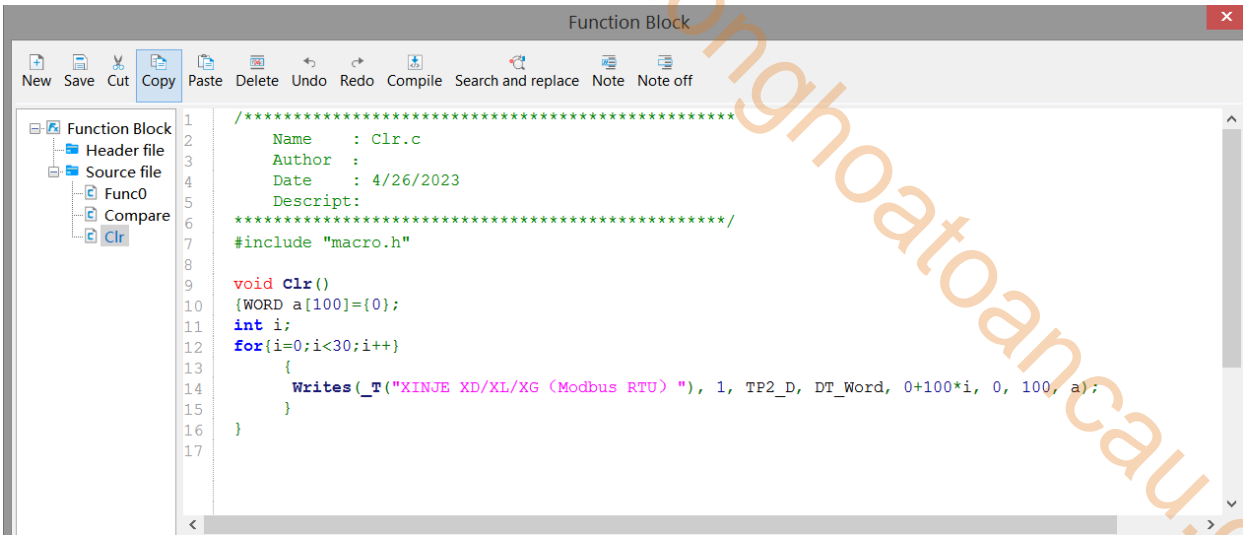 Function Block
New Save Cut Copy Paste Delete Undo Redo Compile Search and replace Note Note off
Function Block
Header file
Source file
Func0
Compare
Clr
1 /**************************************************
2 Name : Clr.c
3 Author :
4 Date : 4/26/2023
5 Descript:
6 **************************************************/
7 #include "macro.h"
8
9 void Clr()
10 {WORD a[100]={0};
11 int i;
12 for{i=0;i<30;i++}
13 {
14 Writes(_T("XINJE XD/XL/XG（Modbus RTU）"), 1, TP2_D, DT_Word, 0+100*i, 0, 100, a);
15 }
16 }
17
onghoatoancau.